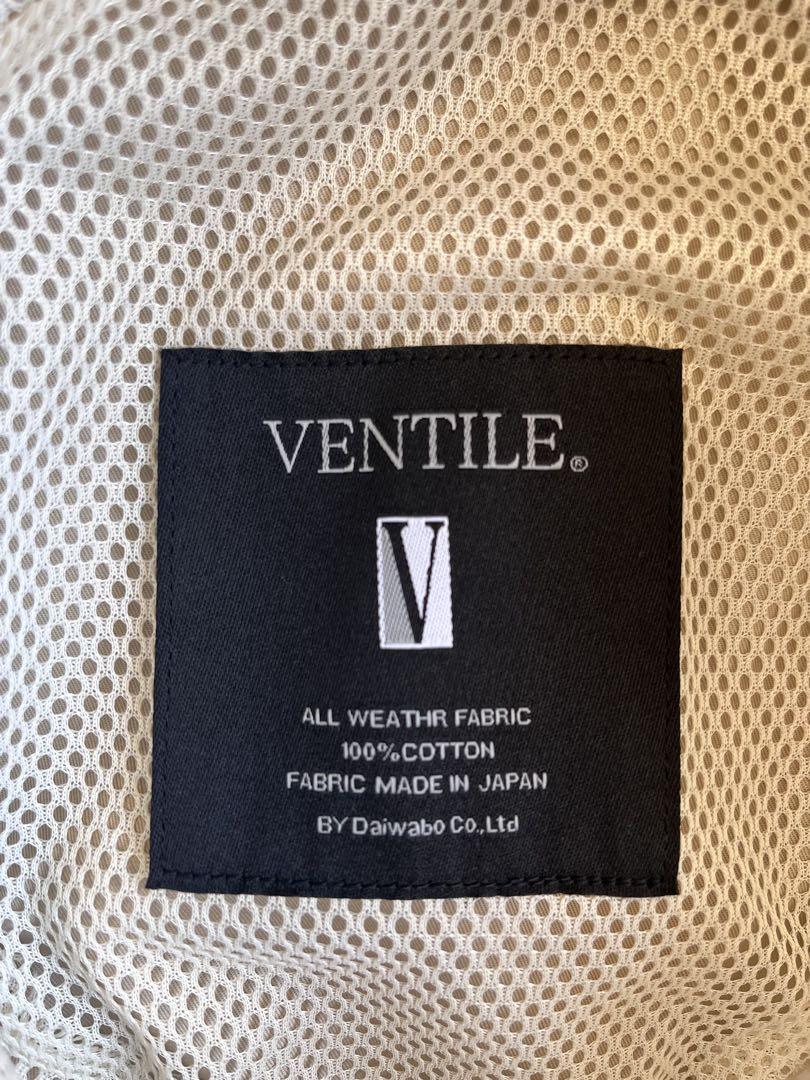 VENTILE®
V
ALL WEATHR FABRIC
100%COTTON
FABRIC MADE IN JAPAN
BY Daiwabo Co.,Ltd